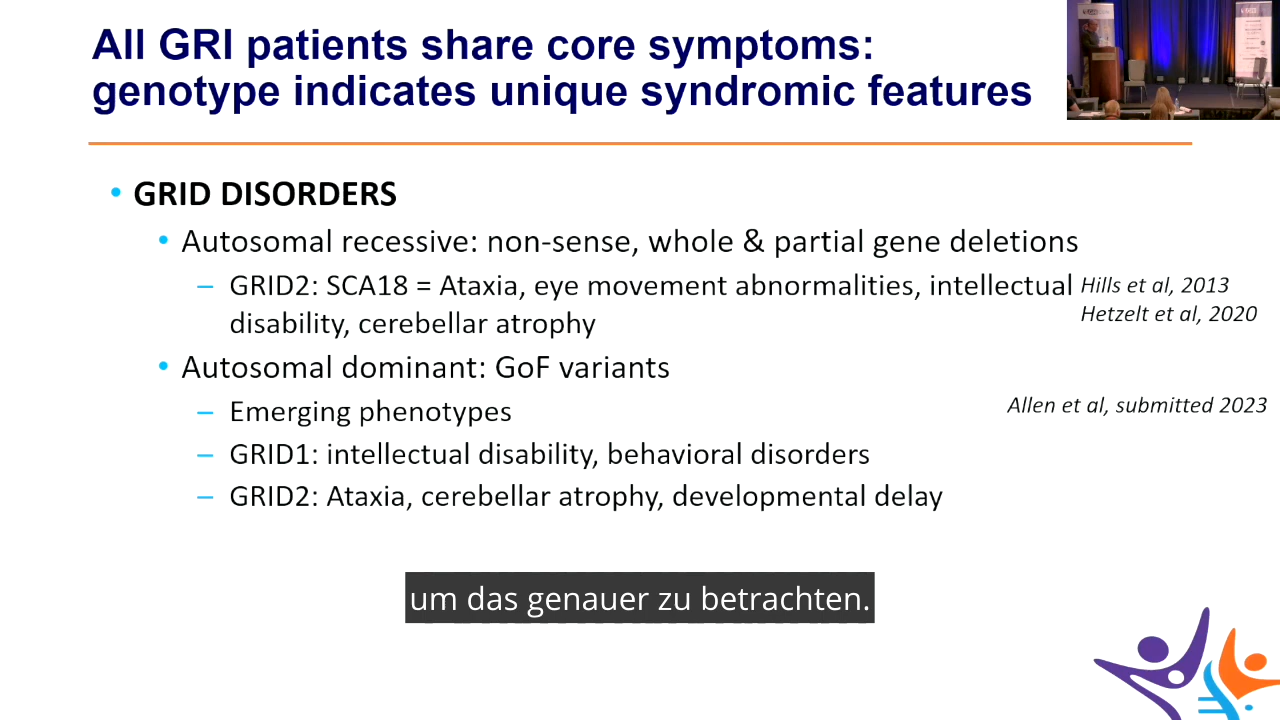 All GRI patients share core symptoms:
genotype indicates unique syndromic features
• GRID DISORDERS
• Autosomal recessive: non-sense, whole & partial gene deletions
– GRID2: SCA18 = Ataxia, eye movement abnormalities, intellectual
disability, cerebellar atrophy
Hills et al, 2013
Hetzelt et al, 2020
• Autosomal dominant: GoF variants
– Emerging phenotypes
Allen et al, submitted 2023
– GRID1: intellectual disability, behavioral disorders
– GRID2: Ataxia, cerebellar atrophy, developmental delay
um das genauer zu betrachten.